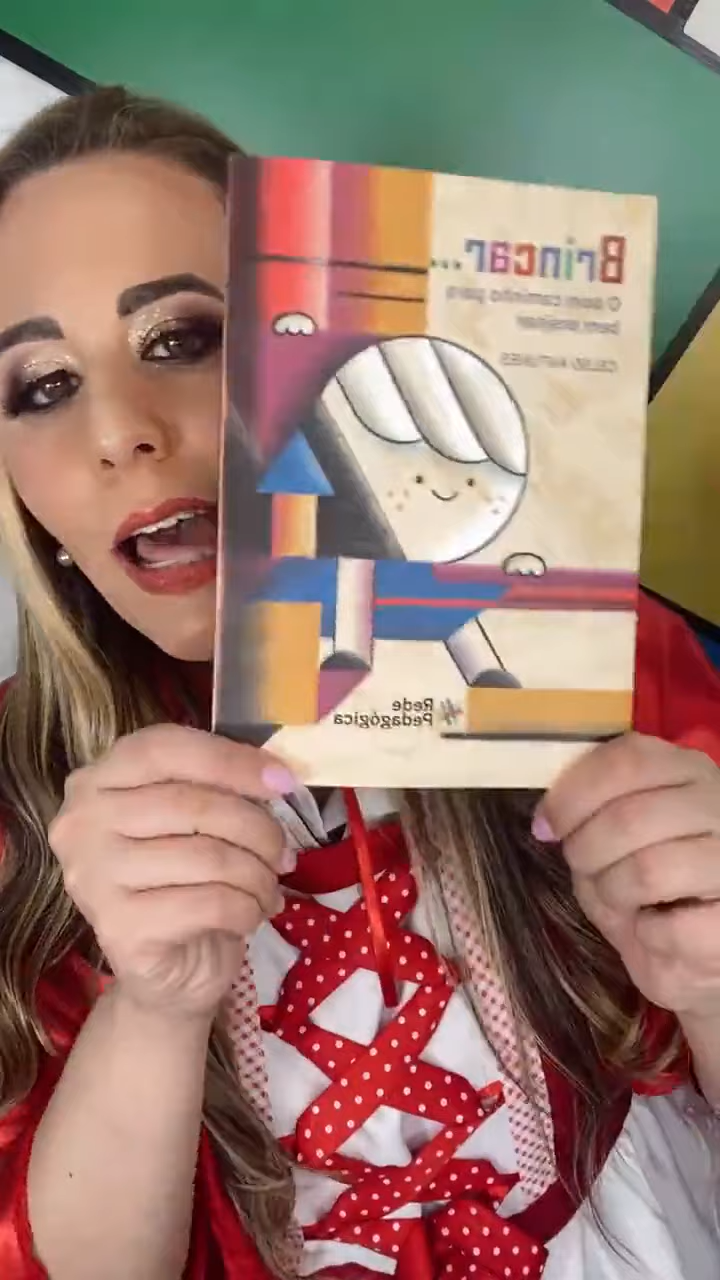 Brincar...
O bom caminho para
bem ensinar
CELSO ANTUNES
Rede
Pedagógica